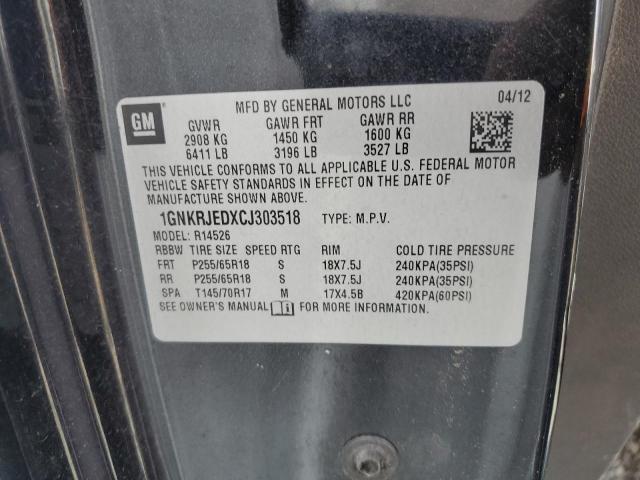 GM
MFD BY GENERAL MOTORS LLC 04/12
GVWR GAWR FRT GAWR RR
2908 KG 1450 KG 1600 KG
6411 LB 3196 LB 3527 LB
THIS VEHICLE CONFORMS TO ALL APPLICABLE U.S. FEDERAL MOTOR
VEHICLE SAFETY STANDARDS IN EFFECT ON THE DATE OF
MANUFACTURE SHOWN ABOVE.
1GNKRJEDXCJ303518 TYPE: M.P.V.
MODEL: R14526
RBBW TIRE SIZE SPEED RTG RIM COLD TIRE PRESSURE
FRT P255/65R18 S 18X7.5J 240KPA(35PSI)
RR P255/65R18 S 18X7.5J 240KPA(35PSI)
SPA T145/70R17 M 17X4.5B 420KPA(60PSI)
SEE OWNER'S MANUAL FOR MORE INFORMATION.